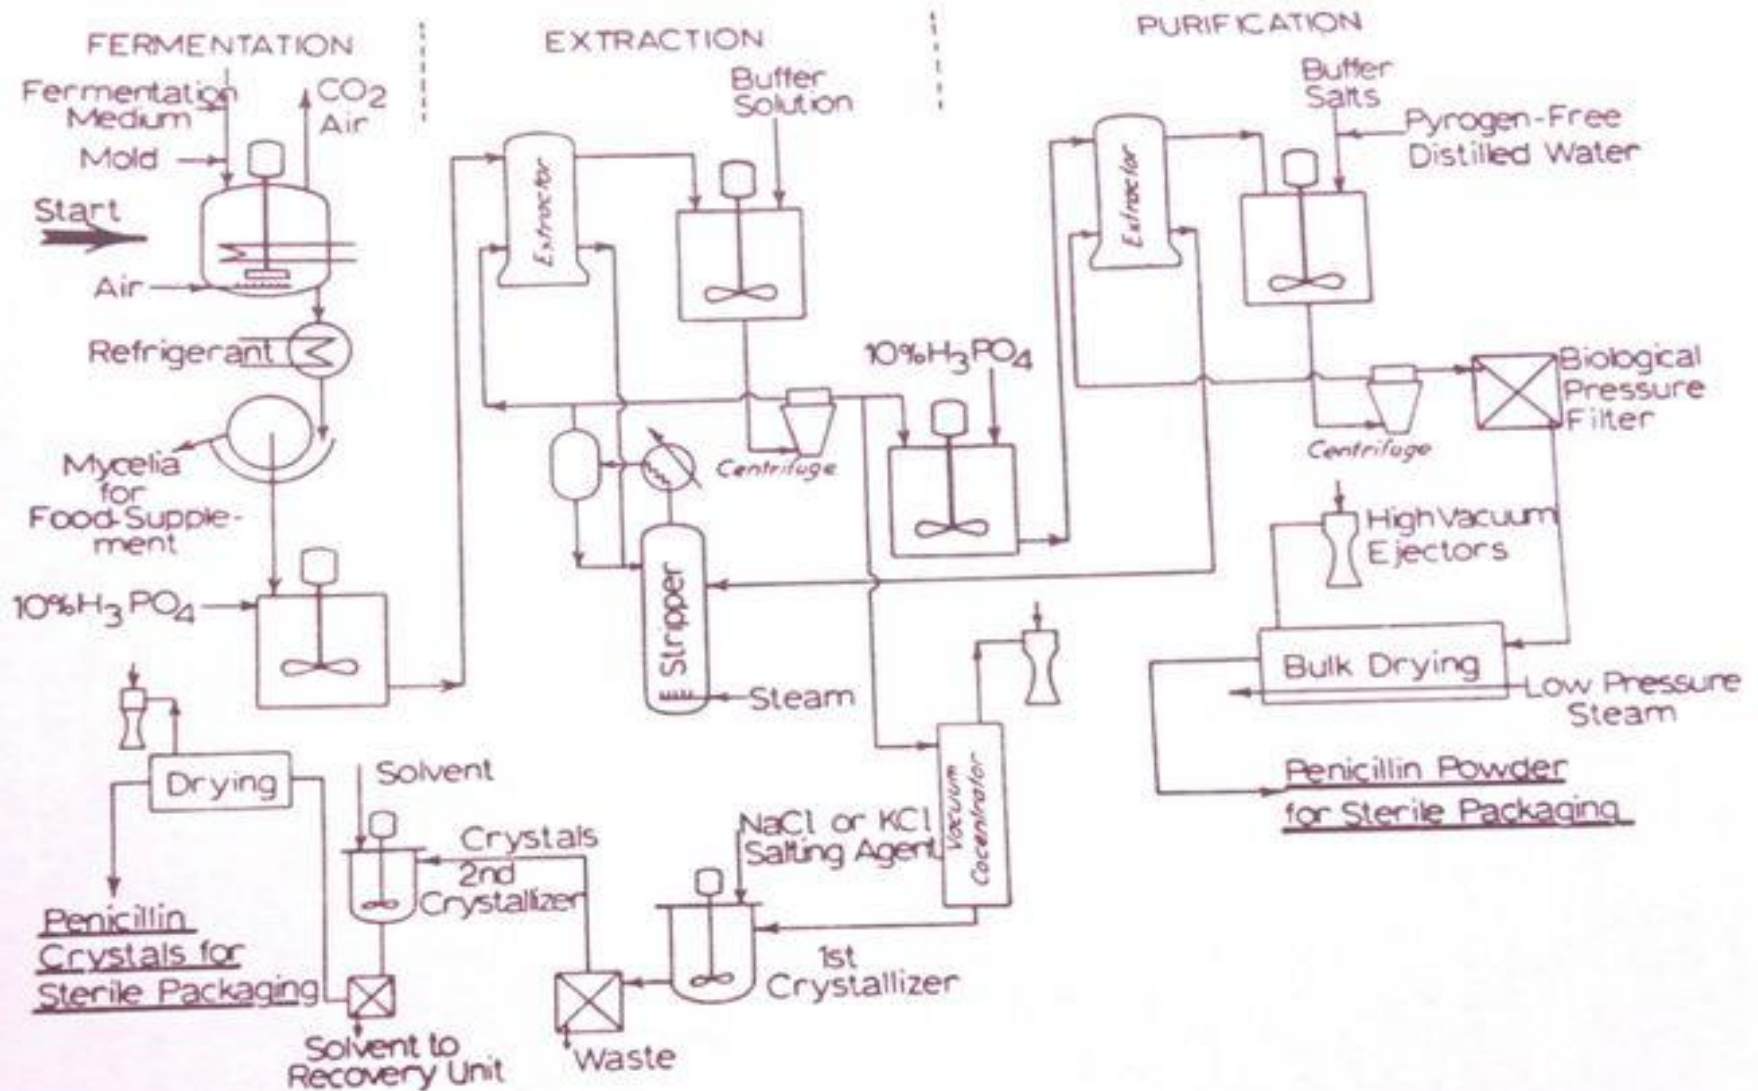 FERMENTATION
EXTRACTION
PURIFICATION
Fermentation
Medium
CO2
Air
Mold
Start
Air
Refrigerant
Mycelia
for
Food-Supple-
ment
10%H3PO4
Extractor
Buffer
Solution
Centrifuge
Stripper
Steam
10%H3PO4
Extractor
Buffer
Salts
Pyrogen-Free
Distilled Water
Centrifuge
Biological
Pressure
Filter
High Vacuum
Ejectors
Bulk Drying
Low Pressure
Steam
Penicillin Powder
for Sterile Packaging
Vacuum
Cocentrator
NaCl or KCl
Salting Agent
1st
Crystallizer
Waste
Crystals
2nd
Crystallizer
Solvent
Solvent to
Recovery Unit
Drying
Penicillin
Crystals for
Sterile Packaging